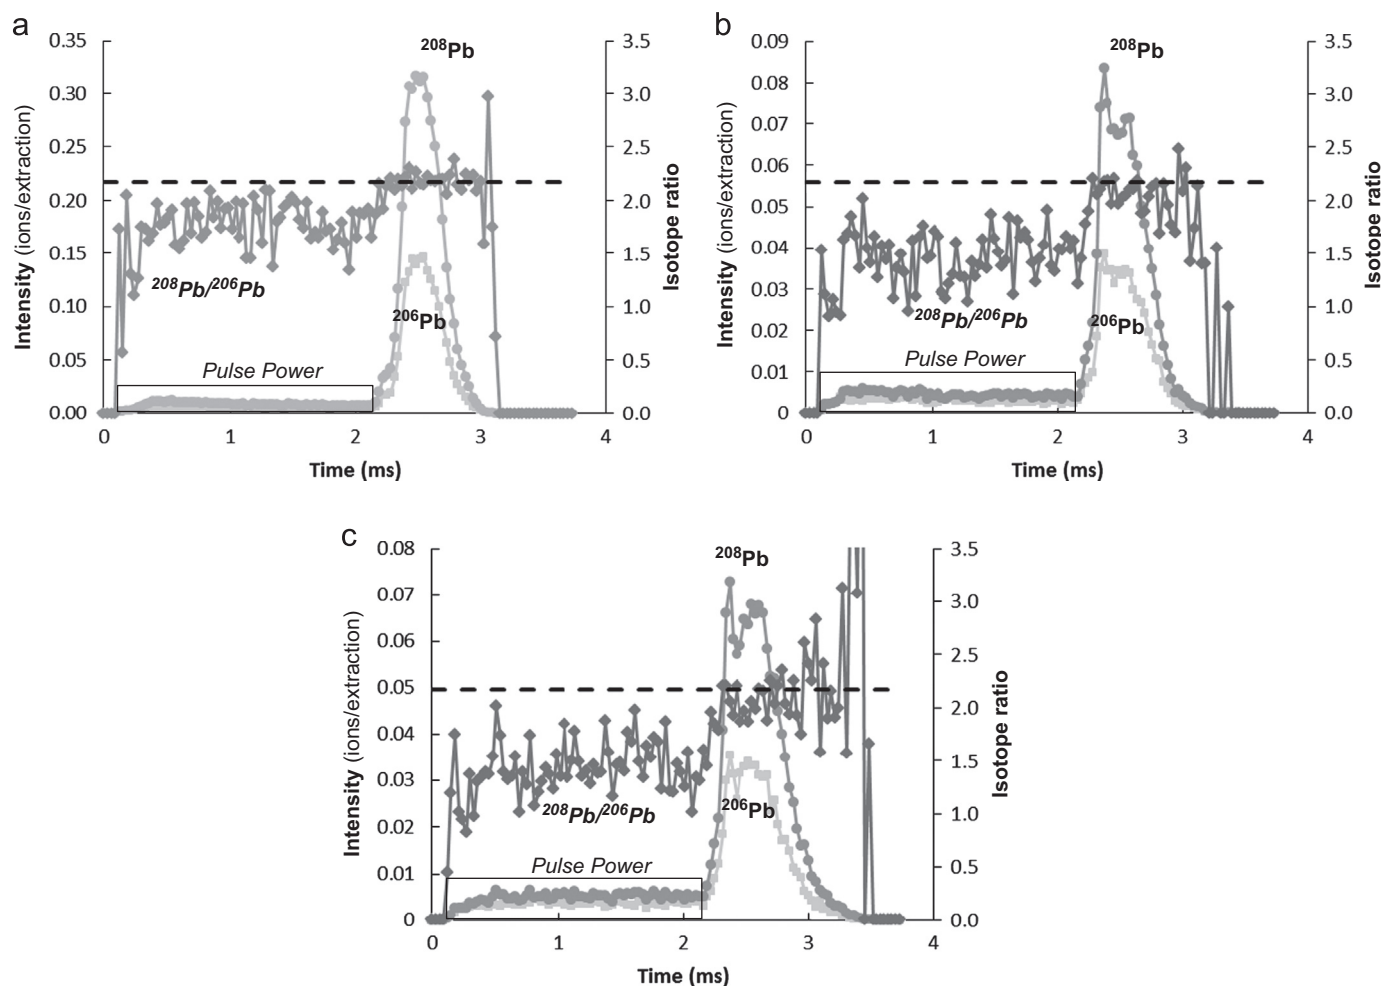 a
0.35
0.30
0.25
0.20
0.15
0.10
0.05
0.00
Intensity (ions/extraction)
3.5
3.0
2.5
2.0
1.5
1.0
0.5
0.0
Isotope ratio
²⁰⁸Pb
²⁰⁸Pb/²⁰⁶Pb
²⁰⁶Pb
Pulse Power
0 1 2 3 4
Time (ms)
b
0.09
0.08
0.07
0.06
0.05
0.04
0.03
0.02
0.01
0
Intensity (ions/extraction)
3.5
3.0
2.5
2.0
1.5
1.0
0.5
0.0
Isotope ratio
²⁰⁸Pb
²⁰⁸Pb/²⁰⁶Pb
²⁰⁶Pb
Pulse Power
0 1 2 3 4
Time (ms)
c
0.08
0.07
0.06
0.05
0.04
0.03
0.02
0.01
0
Intensity (ions/extraction)
3.5
3.0
2.5
2.0
1.5
1.0
0.5
0.0
Isotope ratio
²⁰⁸Pb
²⁰⁸Pb/²⁰⁶Pb
²⁰⁶Pb
Pulse Power
0 1 2 3 4
Time (ms)